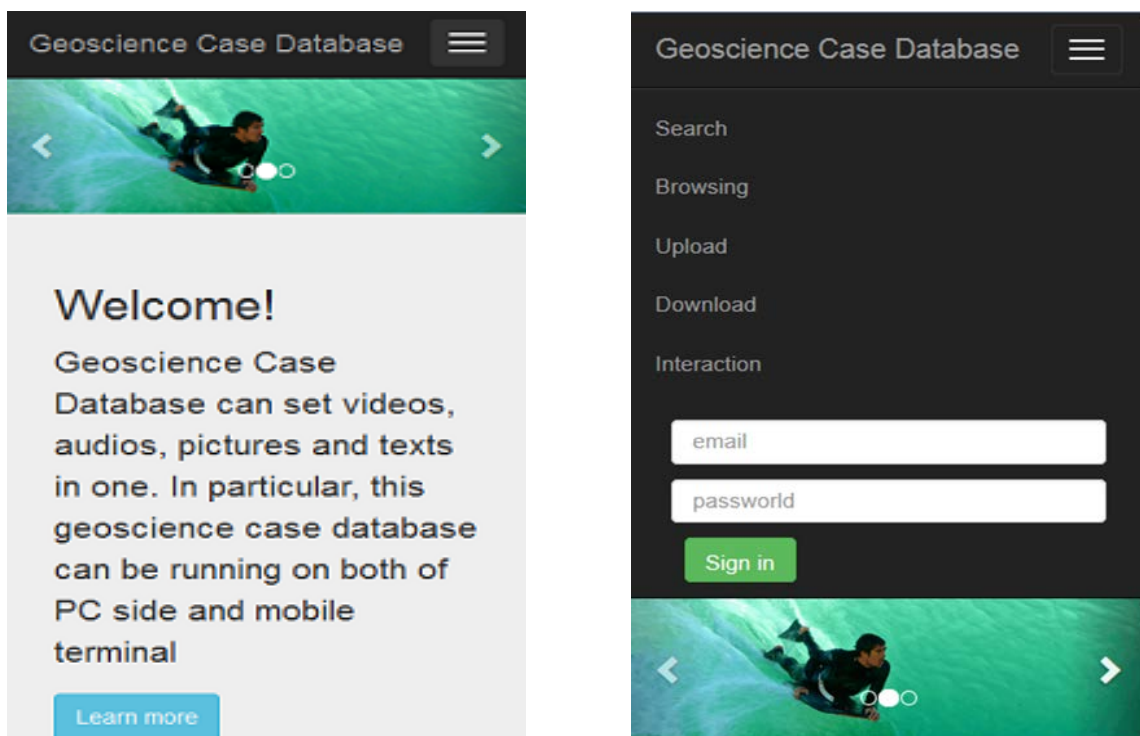 Geoscience Case Database
Welcome!
Geoscience Case
Database can set videos,
audios, pictures and texts
in one. In particular, this
geoscience case database
can be running on both of
PC side and mobile
terminal
Learn more
Geoscience Case Database
Search
Browsing
Upload
Download
Interaction
email
passworld
Sign in